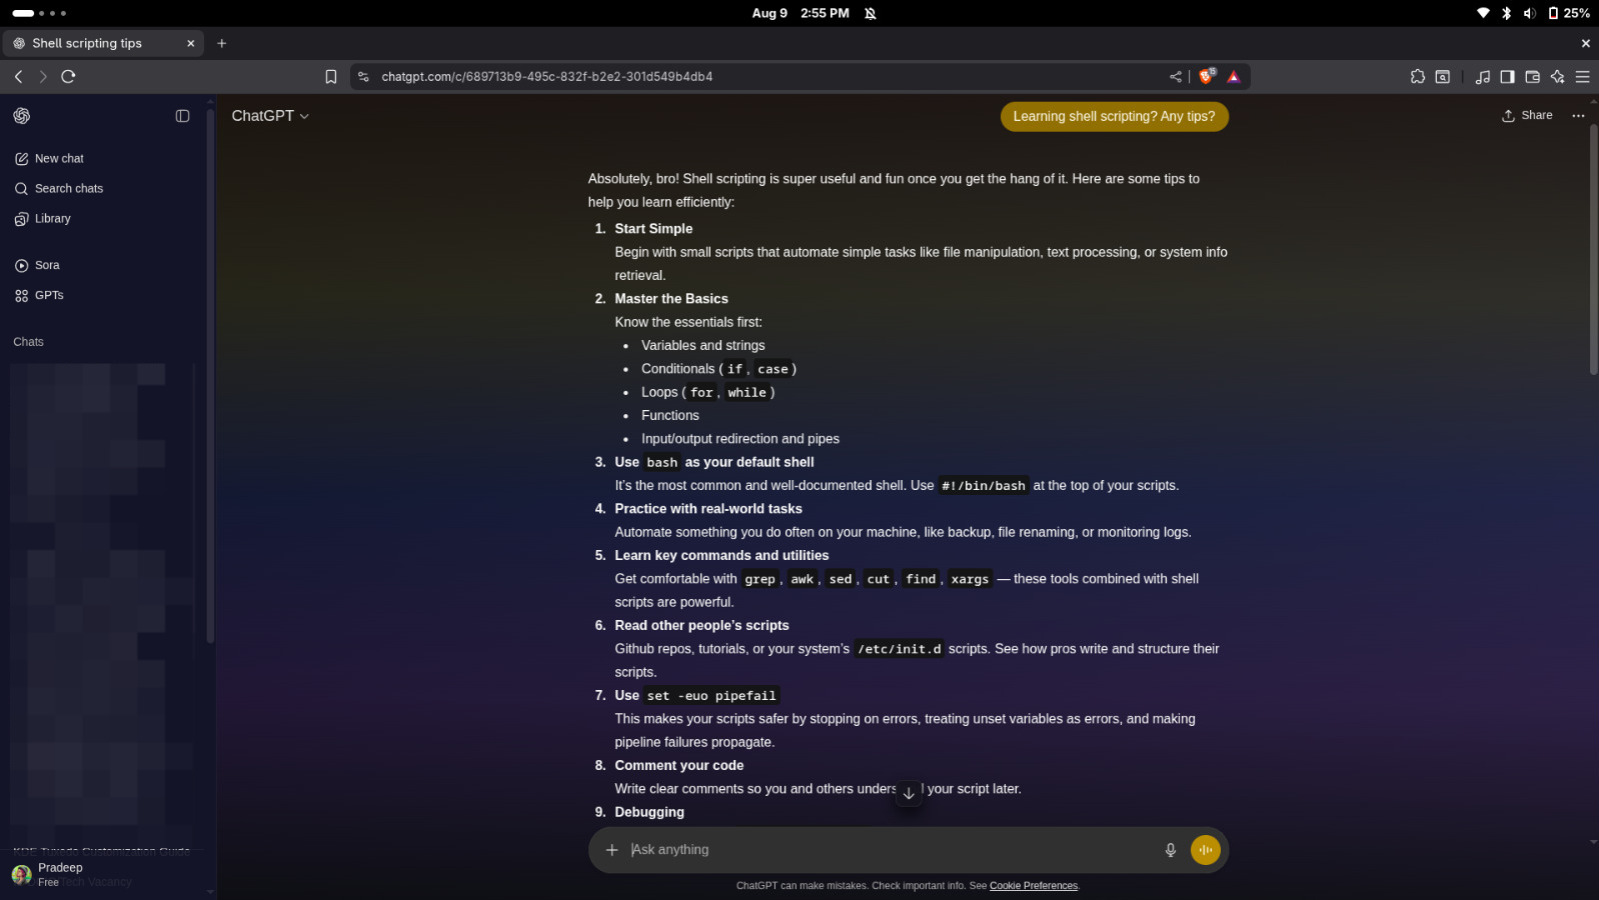 Aug 9 2:55 PM
25%
Shell scripting tips
chatgpt.com/c/689713b9-495c-832f-b2e2-301d549b4db4
15
ChatGPT
Learning shell scripting? Any tips?
Share
New chat
Search chats
Library
Sora
GPTs
Chats
KDE Tuxedo Customization Guide
Tech Vacancy
Pradeep
Free
Absolutely, bro! Shell scripting is super useful and fun once you get the hang of it. Here are some tips to
help you learn efficiently:
1. Start Simple
Begin with small scripts that automate simple tasks like file manipulation, text processing, or system info
retrieval.
2. Master the Basics
Know the essentials first:
• Variables and strings
• Conditionals ( if , case )
• Loops ( for , while )
• Functions
• Input/output redirection and pipes
3. Use bash as your default shell
It's the most common and well-documented shell. Use #!/bin/bash at the top of your scripts.
4. Practice with real-world tasks
Automate something you do often on your machine, like backup, file renaming, or monitoring logs.
5. Learn key commands and utilities
Get comfortable with grep , awk , sed , cut , find , xargs — these tools combined with shell
scripts are powerful.
6. Read other people's scripts
Github repos, tutorials, or your system's /etc/init.d scripts. See how pros write and structure their
scripts.
7. Use set -euo pipefail
This makes your scripts safer by stopping on errors, treating unset variables as errors, and making
pipeline failures propagate.
8. Comment your code
Write clear comments so you and others unders your script later.
9. Debugging
Ask anything
ChatGPT can make mistakes. Check important info. See Cookie Preferences.